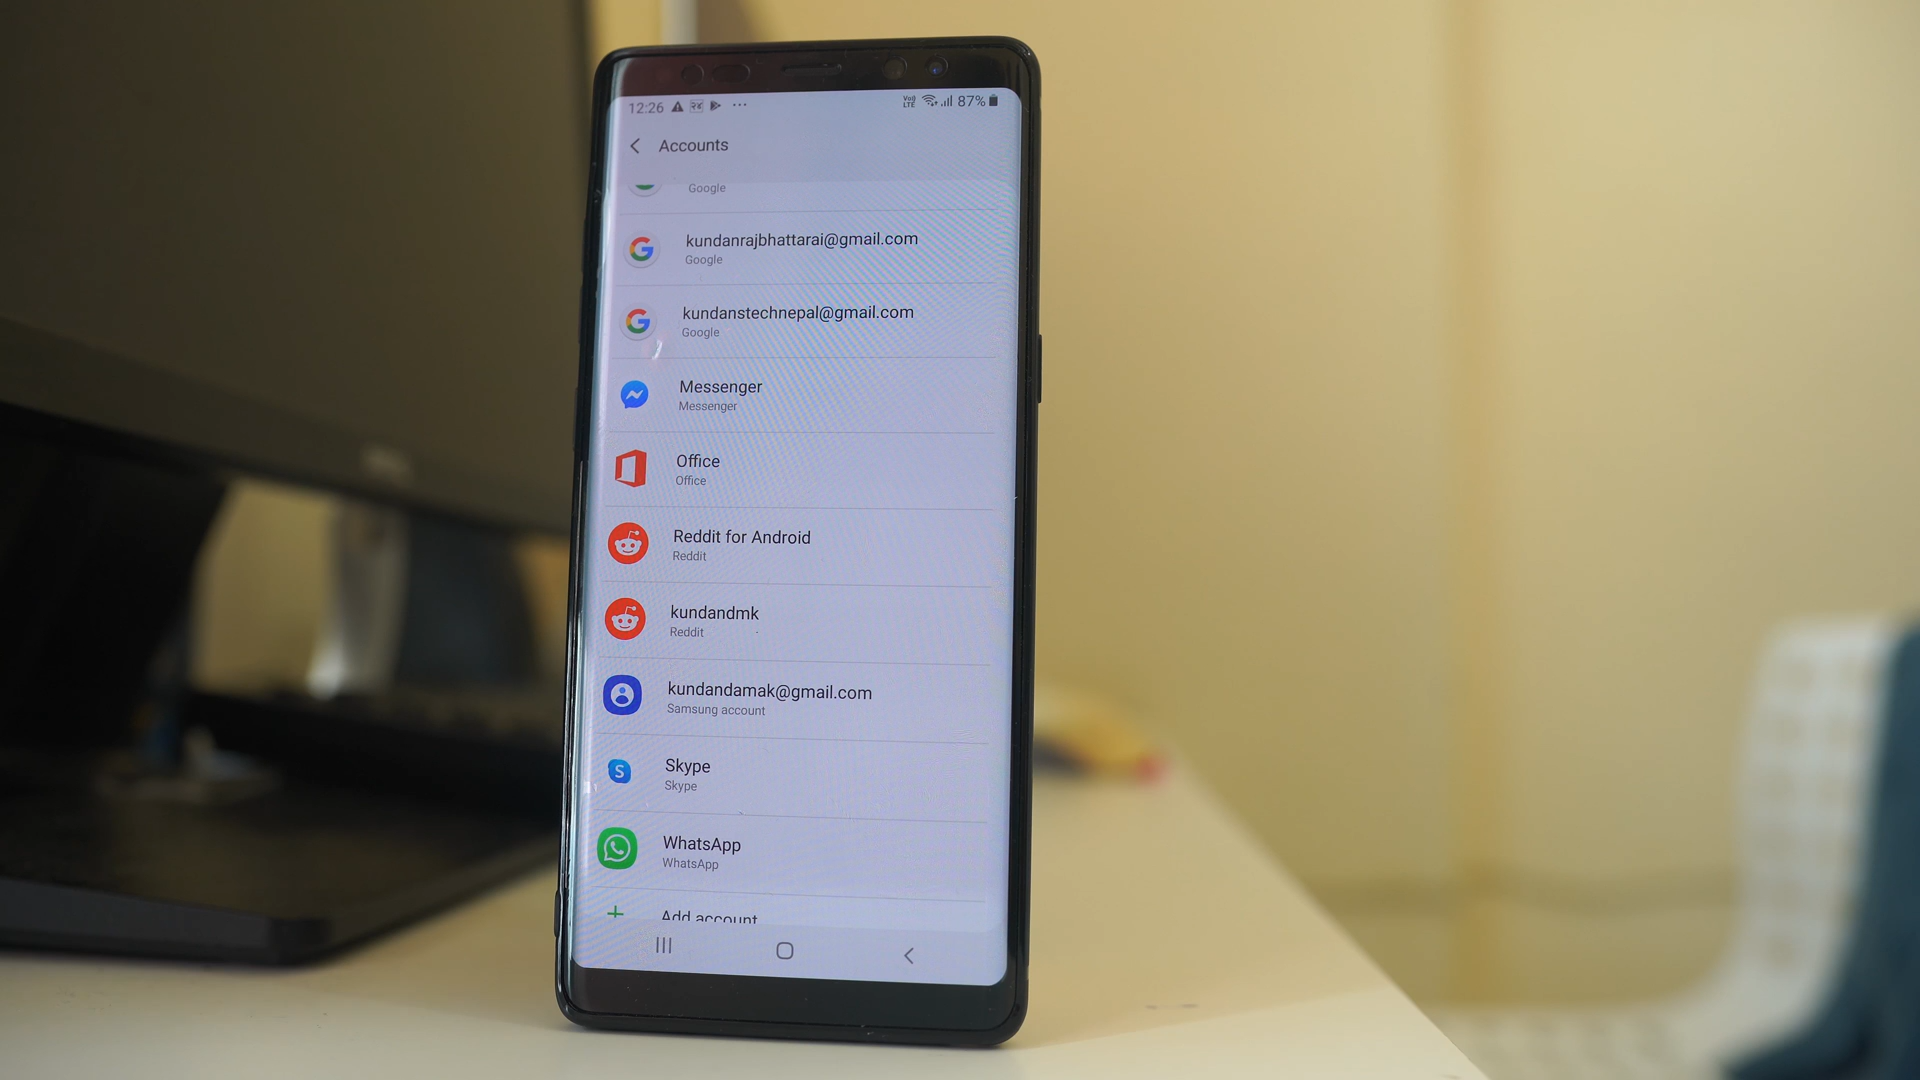 12:26
VoLTE 87%
Accounts
Google
kundanrajbhattarai@gmail.com
Google
kundanstechnepal@gmail.com
Google
Messenger
Messenger
Office
Office
Reddit for Android
Reddit
kundandmk
Reddit
kundandamak@gmail.com
Samsung account
S
Skype
Skype
WhatsApp
WhatsApp
Add account